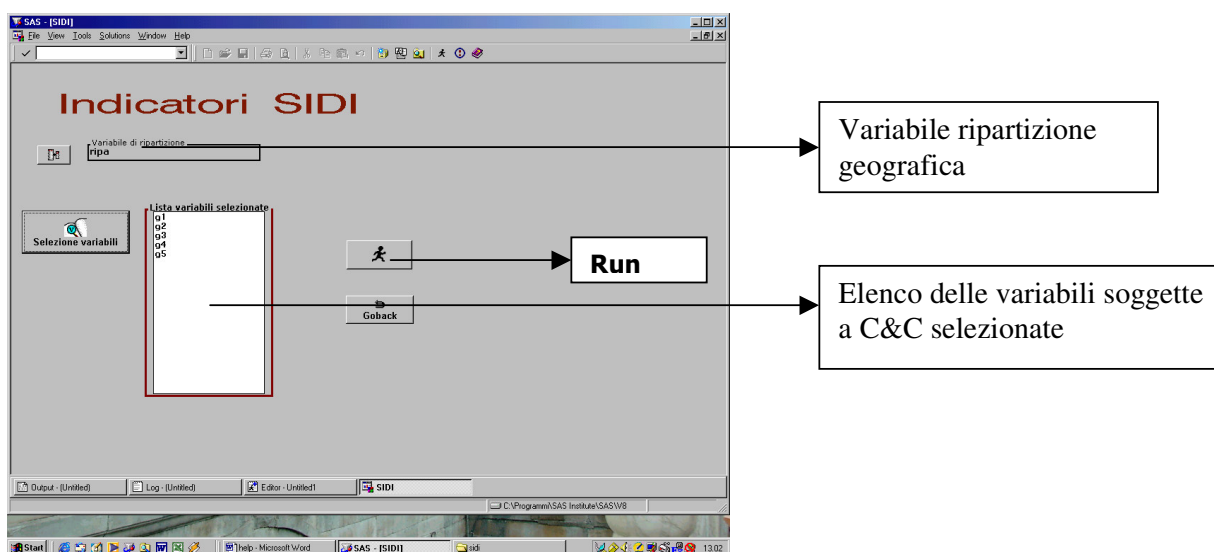 SAS - [SIDI]
File View Tools Solutions Window Help
Indicatori SIDI
Variabile di ripartizione
ripa
Selezione variabili
Lista variabili selezionate
g1
g2
g3
g4
g5
Goback
Variabile ripartizione
geografica
Run
Elenco delle variabili soggette
a C&C selezionate
Output - (Untitled) Log - (Untitled) Editor - Untitled1 SIDI
C:\Programmi\SAS Institute\SAS\V8
Start help - Microsoft Word SAS - [SIDI] sidi 13.02